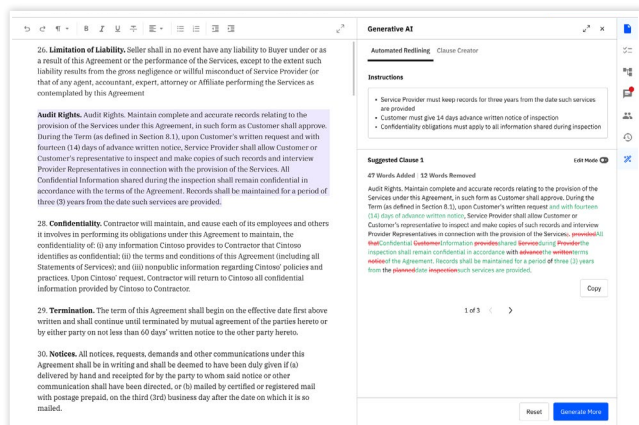 26. Limitation of Liability. Seller shall in no event have any liability to Buyer under or as
a result of this Agreement or the performance of the Services, except to the extent such
liability results from the gross negligence or willful misconduct of Service Provider (or
that of any agent, accountant, expert, attorney or Affiliate performing the Services as
contemplated by this Agreement
Audit Rights. Audit Rights. Maintain complete and accurate records relating to the
provision of the Services under this Agreement, in such form as Customer shall approve.
During the Term (as defined in Section 8.1), upon Customer's written request and with
fourteen (14) days of advance written notice, Service Provider shall allow Customer or
Customer's representative to inspect and make copies of such records and interview
Provider Representatives in connection with the provision of the Services. All
Confidential Information shared during the inspection shall remain confidential in
accordance with the terms of the Agreement. Records shall be maintained for a period of
three (3) years from the date such services are provided.
28. Confidentiality. Contractor will maintain, and cause each of its employees and others
it involves in performing its obligations under this Agreement to maintain, the
confidentiality of: (i) any information Cintoso provides to Contractor that Cintoso
identifies as confidential; (ii) the terms and conditions of this Agreement (including all
Statements of Services); and (iii) nonpublic information regarding Cintoso' policies and
practices. Upon Cintoso' request, Contractor will return to Cintoso all confidential
information provided by Cintoso to Contractor.
29. Termination. The term of this Agreement shall begin on the effective date first above
written and shall continue until terminated by mutual agreement of the parties hereto or
by either party on not less than 60 days' written notice to the other party hereto.
30. Notices. All notices, requests, demands and other communications under this
Agreement shall be in writing and shall be deemed to have been duly given if (a)
delivered by hand and receipted for by the party to whom said notice or other
communication shall have been directed, or (b) mailed by certified or registered mail
with postage prepaid, on the third (3rd) business day after the date on which it is so
mailed.
Generative AI
Automated Redlining Clause Creator
Instructions
• Service Provider must keep records for three years from the date such services
are provided
• Customer must give 14 days advance written notice of inspection
• Confidentiality obligations must apply to all information shared during inspection
Suggested Clause 1 Edit Mode
47 Words Added 12 Words Removed
Audit Rights. Maintain complete and accurate records relating to the provision of the
Services under this Agreement, in such form as Customer shall approve. During the
Term (as defined in Section 8.1), upon Customer's written request and with fourteen
(14) days of advance written notice, Service Provider shall allow Customer or
Customer's representative to inspect and make copies of such records and interview
Provider Representatives in connection with the provision of the Services;. providedAll
thatConfidential CustomerInformation providesshared Serviceduring Providerthe
inspection shall remain confidential in accordance with advancethe writtenterms
noticeof the Agreement. Records shall be maintained for a period of three (3) years
from the planneddate inspectionsuch services are provided.
Copy
1 of 3
Reset Generate More